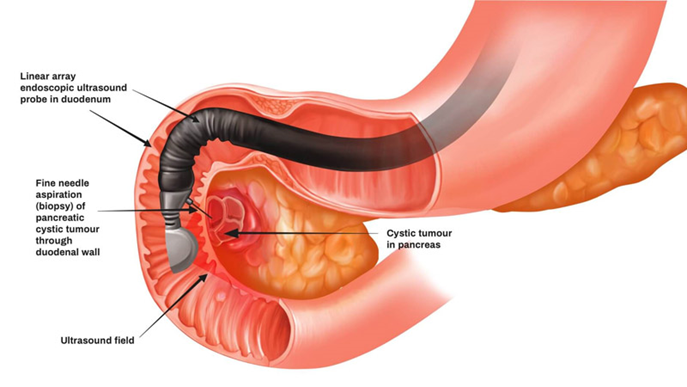 Linear array
endoscopic ultrasound
probe in duodenum
Fine needle
aspiration
(biopsy) of
pancreatic
cystic tumour
through
duodenal wall
Cystic tumour
in pancreas
Ultrasound field